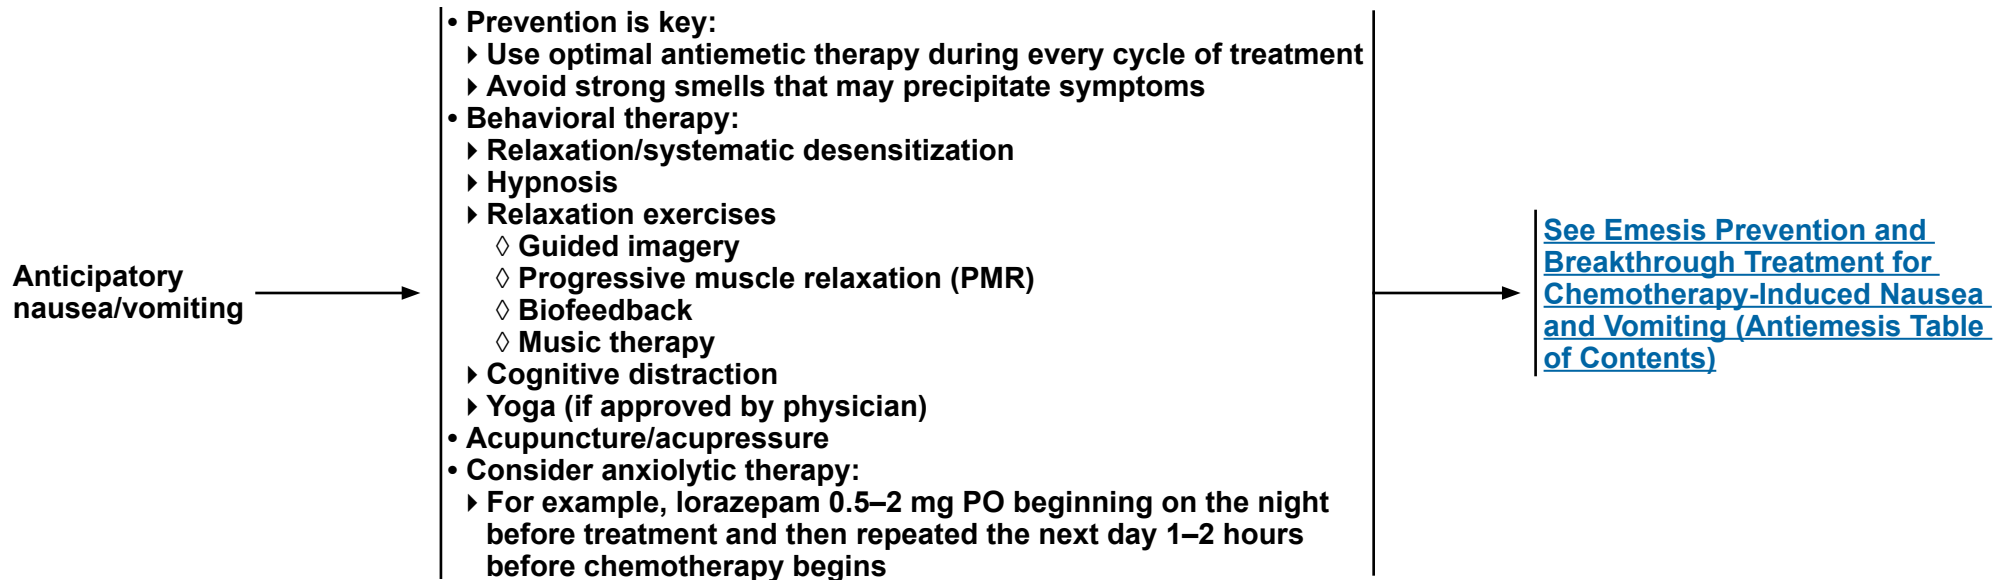 Anticipatory
nausea/vomiting
• Prevention is key:
▸ Use optimal antiemetic therapy during every cycle of treatment
▸ Avoid strong smells that may precipitate symptoms
• Behavioral therapy:
▸ Relaxation/systematic desensitization
▸ Hypnosis
▸ Relaxation exercises
◊ Guided imagery
◊ Progressive muscle relaxation (PMR)
◊ Biofeedback
◊ Music therapy
▸ Cognitive distraction
▸ Yoga (if approved by physician)
• Acupuncture/acupressure
• Consider anxiolytic therapy:
▸ For example, lorazepam 0.5–2 mg PO beginning on the night
before treatment and then repeated the next day 1–2 hours
before chemotherapy begins
See Emesis Prevention and
Breakthrough Treatment for
Chemotherapy-Induced Nausea
and Vomiting (Antiemesis Table
of Contents)